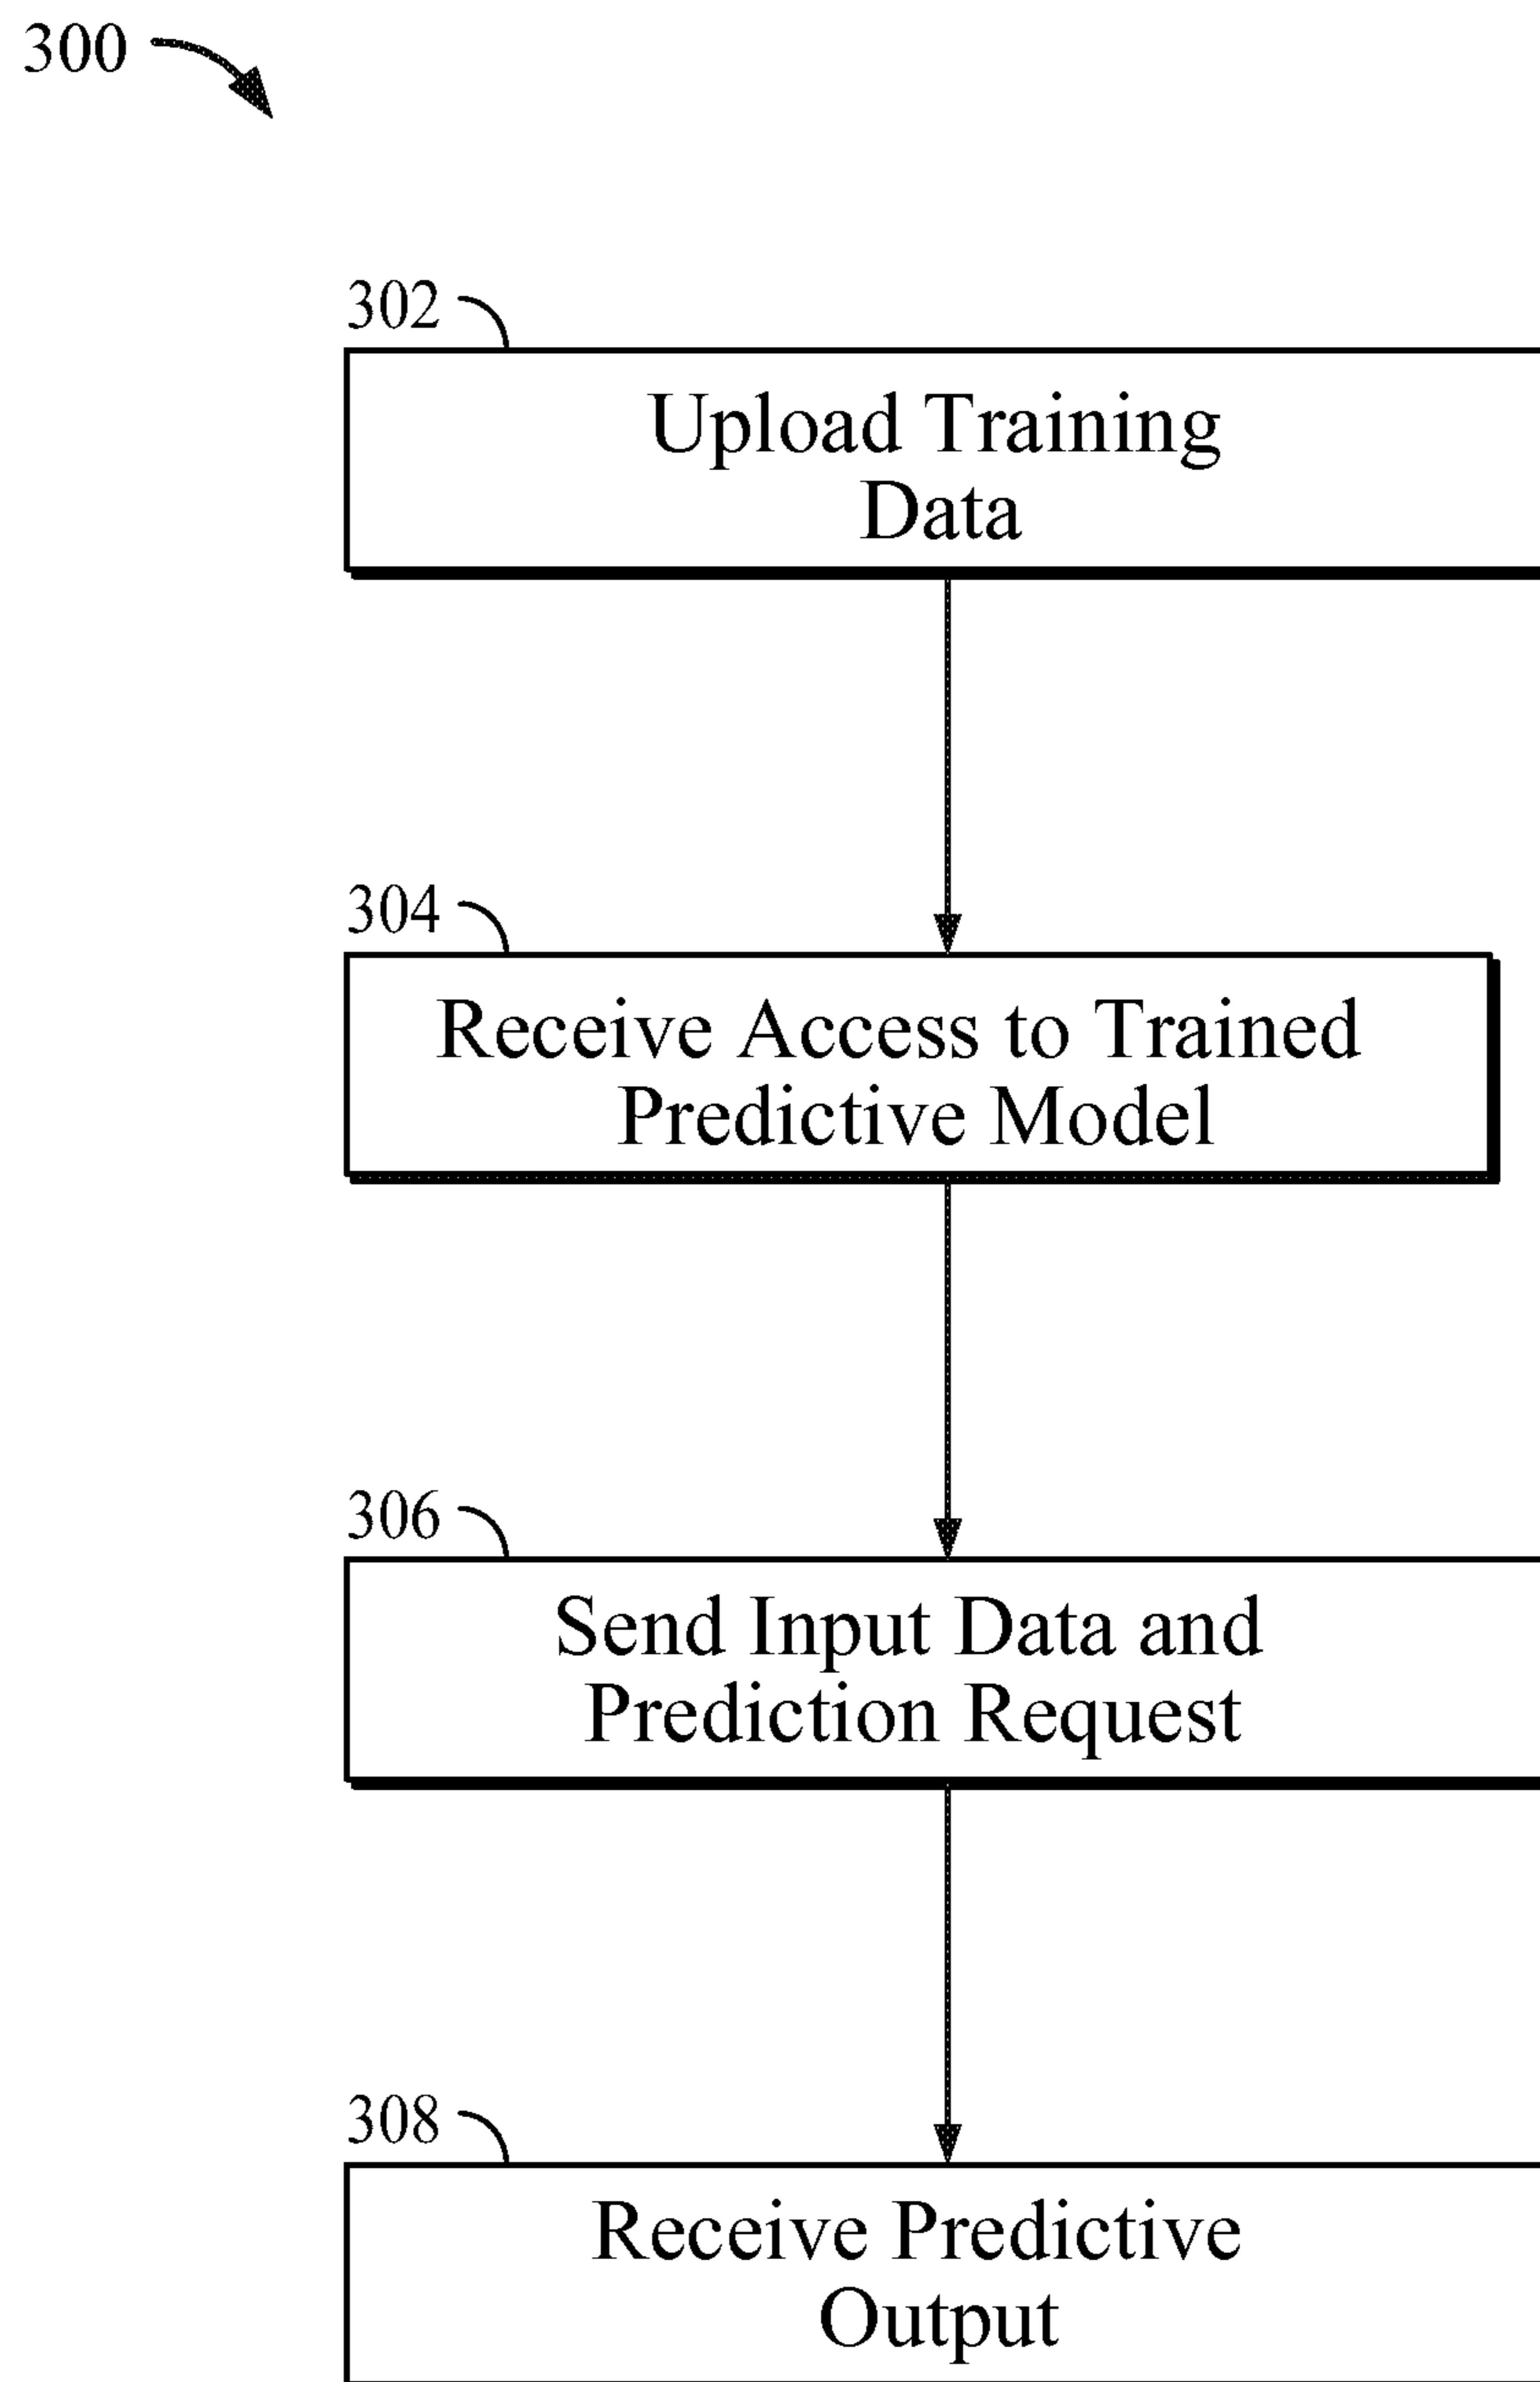 300
302
Upload Training
Data
304
Receive Access to Trained
Predictive Model
306
Send Input Data and
Prediction Request
308
Receive Predictive
Output